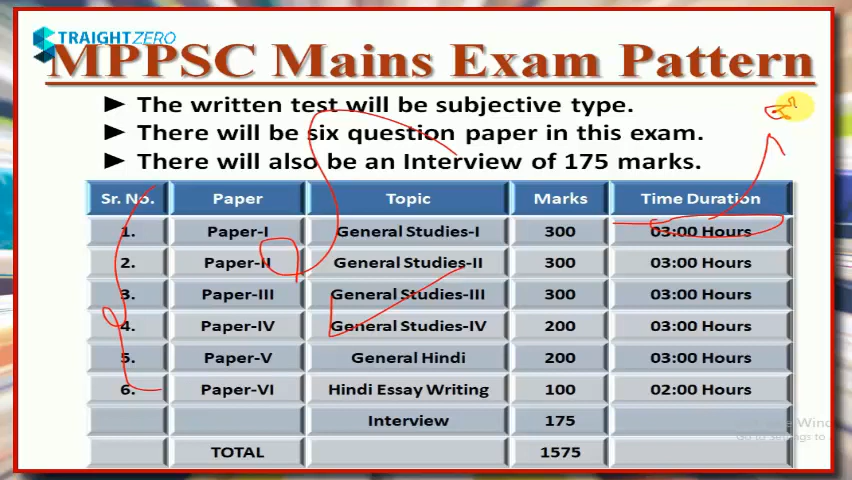 TRAIGHTZERO
MPPSC Mains Exam Pattern
► The written test will be subjective type.
► There will be six question paper in this exam.
► There will also be an Interview of 175 marks.
Sr. No. Paper Topic Marks Time Duration
1. Paper-I General Studies-I 300 03:00 Hours
2. Paper-II General Studies-II 300 03:00 Hours
3. Paper-III General Studies-III 300 03:00 Hours
4. Paper-IV General Studies-IV 200 03:00 Hours
5. Paper-V General Hindi 200 03:00 Hours
6. Paper-VI Hindi Essay Writing 100 02:00 Hours
Interview 175
TOTAL 1575
Go to Settings to